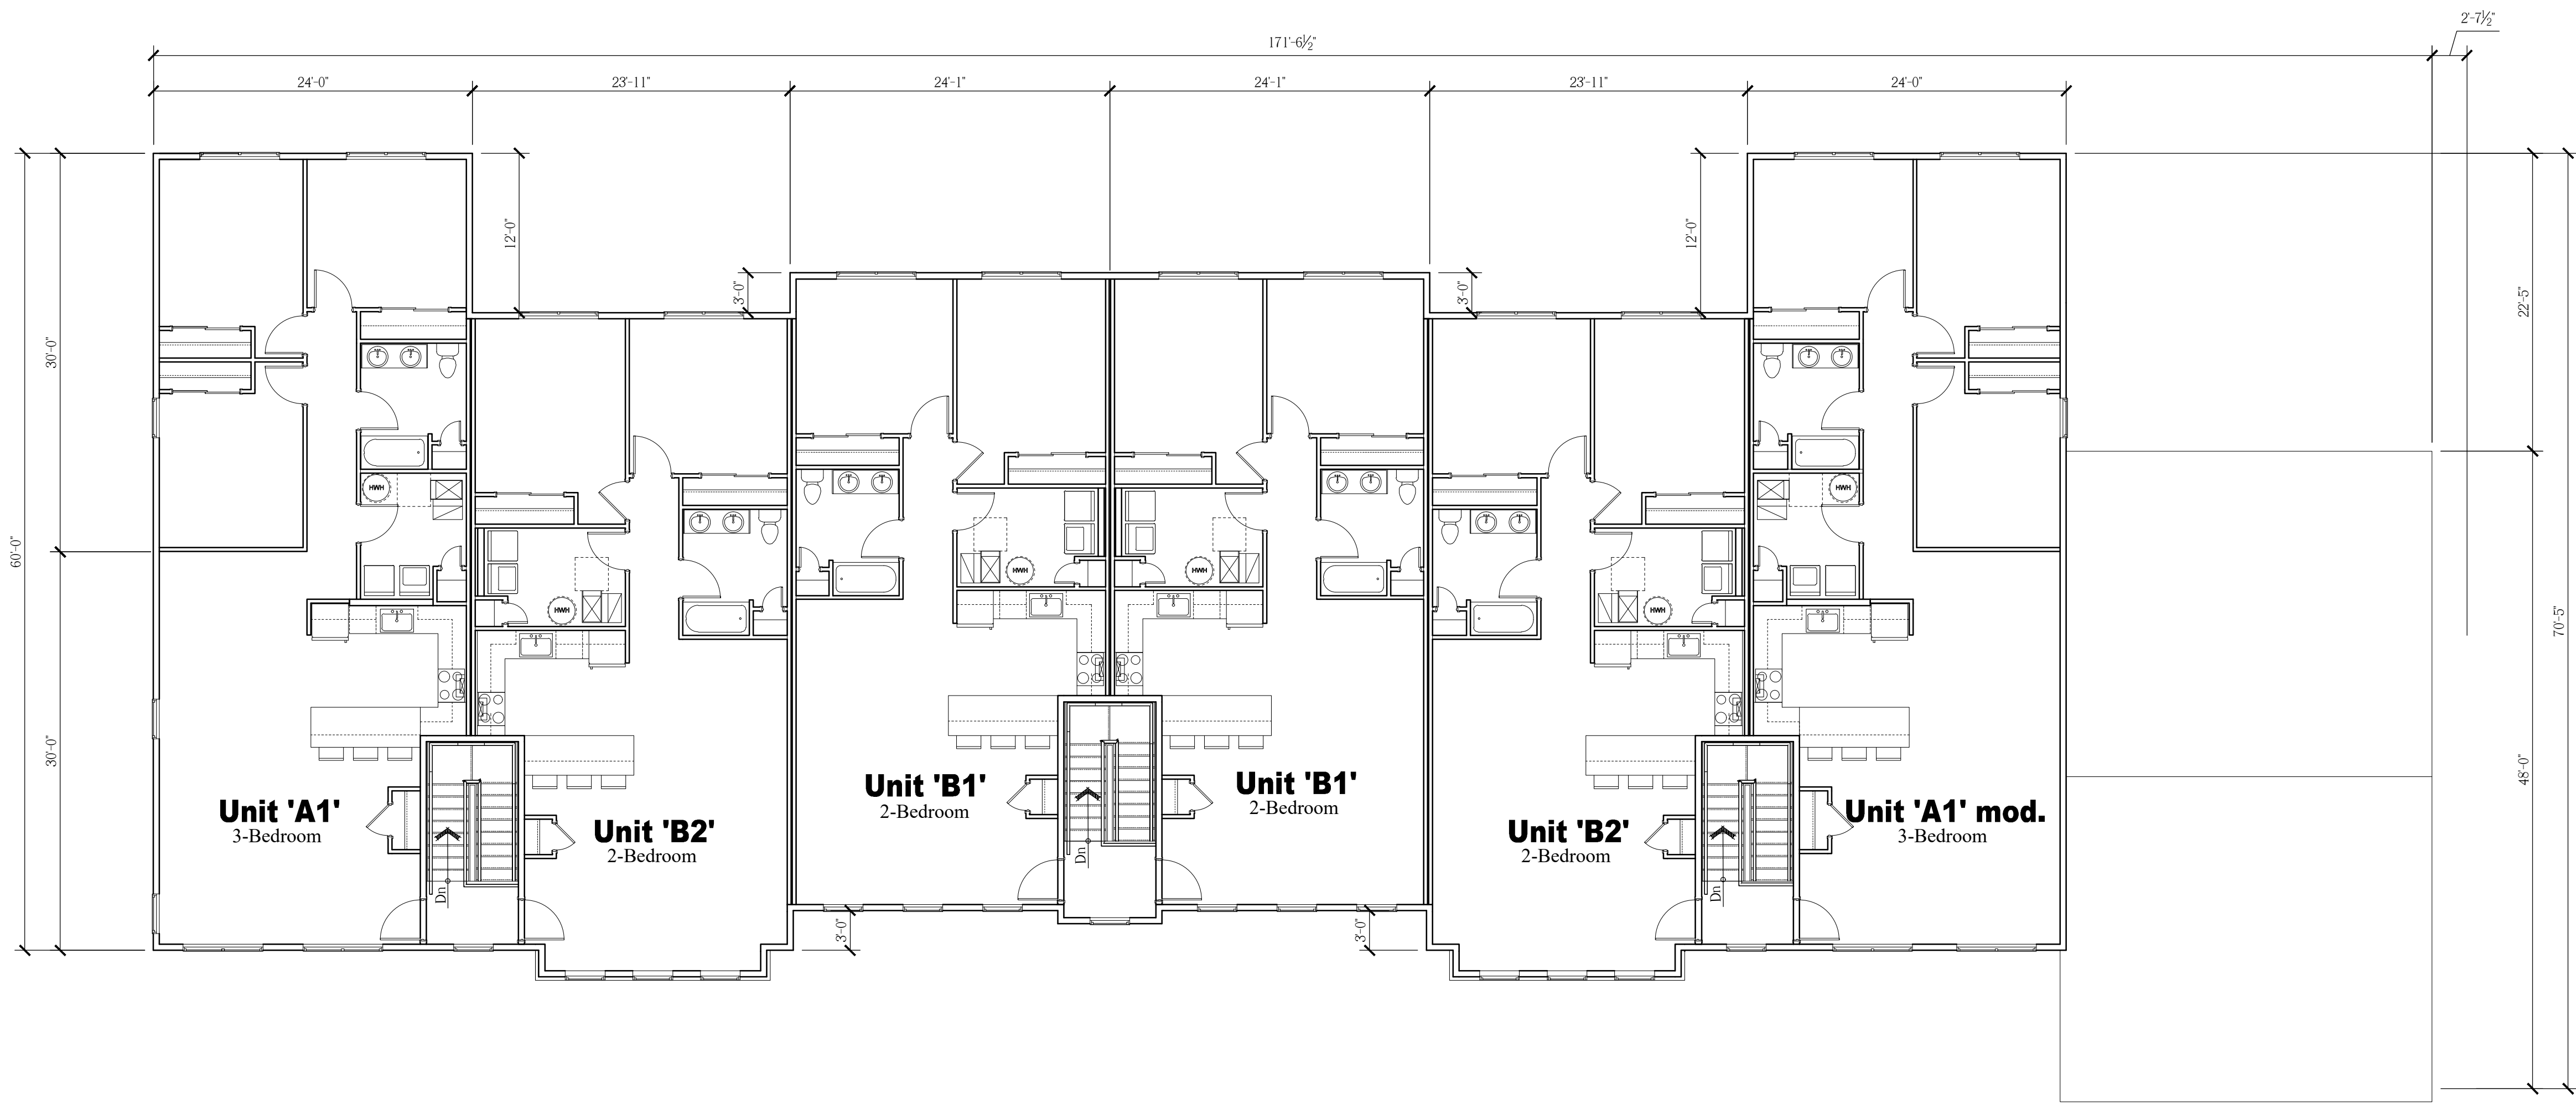 2'-7½"
171'-6½"
24'-0"
23'-11"
24'-1"
24'-1"
23'-11"
24'-0"
12'-0"
3'-0"
3'-0"
12'-0"
22'-5"
30'-0"
60'-0"
30'-0"
48'-0"
70'-5"
HWH
HWH
HWH
HWH
HWH
HWH
Unit 'A1'
3-Bedroom
Unit 'B2'
2-Bedroom
Unit 'B1'
2-Bedroom
Unit 'B1'
2-Bedroom
Unit 'B2'
2-Bedroom
Unit 'A1' mod.
3-Bedroom
Dn
Dn
Dn
3'-0"
3'-0"